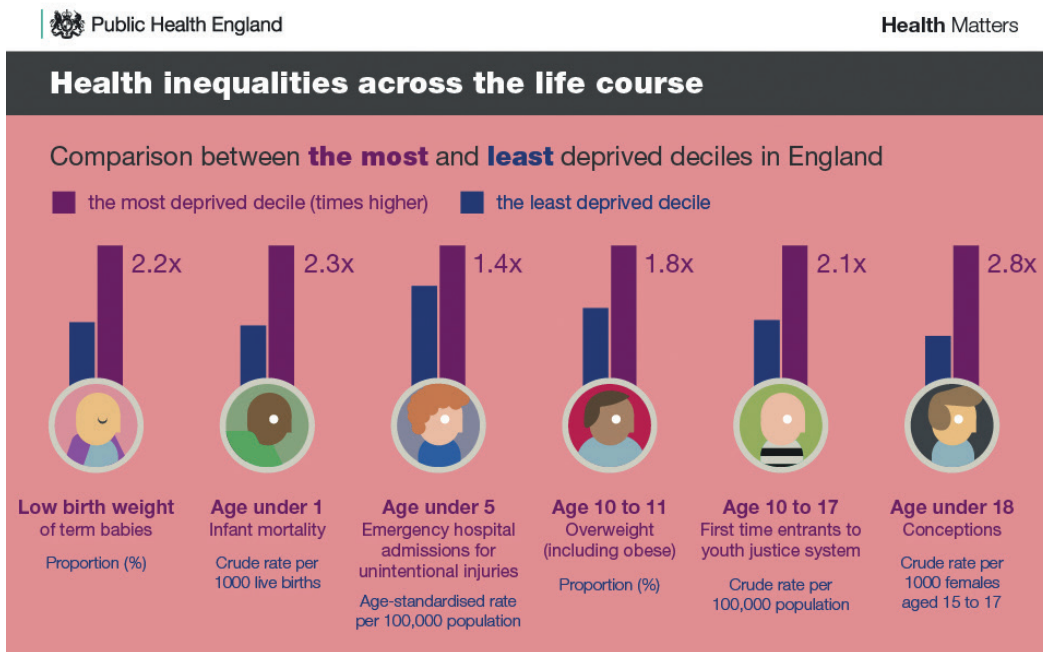 Public Health England
Health Matters
Health inequalities across the life course
Comparison between the most and least deprived deciles in England
the most deprived decile (times higher)
the least deprived decile
2.2x
2.3x
1.4x
1.8x
2.1x
2.8x
Low birth weight
of term babies
Proportion (%)
Age under 1
Infant mortality
Crude rate per
1000 live births
Age under 5
Emergency hospital
admissions for
unintentional injuries
Age-standardised rate
per 100,000 population
Age 10 to 11
Overweight
(including obese)
Proportion (%)
Age 10 to 17
First time entrants to
youth justice system
Crude rate per
100,000 population
Age under 18
Conceptions
Crude rate per
1000 females
aged 15 to 17